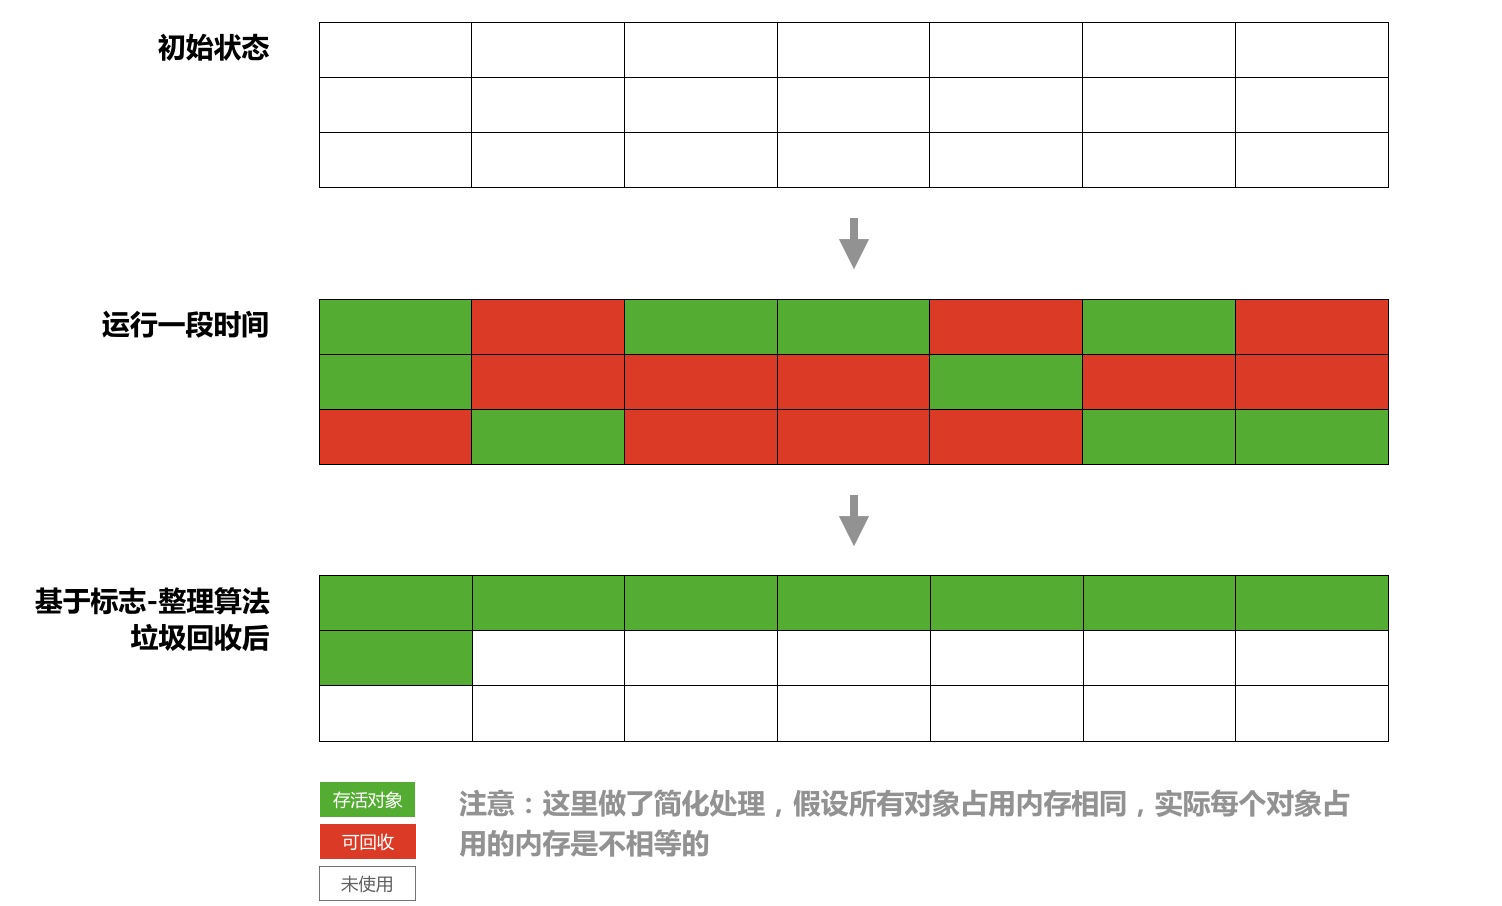 初始状态
运行一段时间
基于标志-整理算法
垃圾回收后
存活对象
可回收
未使用
注意：这里做了简化处理，假设所有对象占用内存相同，实际每个对象占
用的内存是不相等的